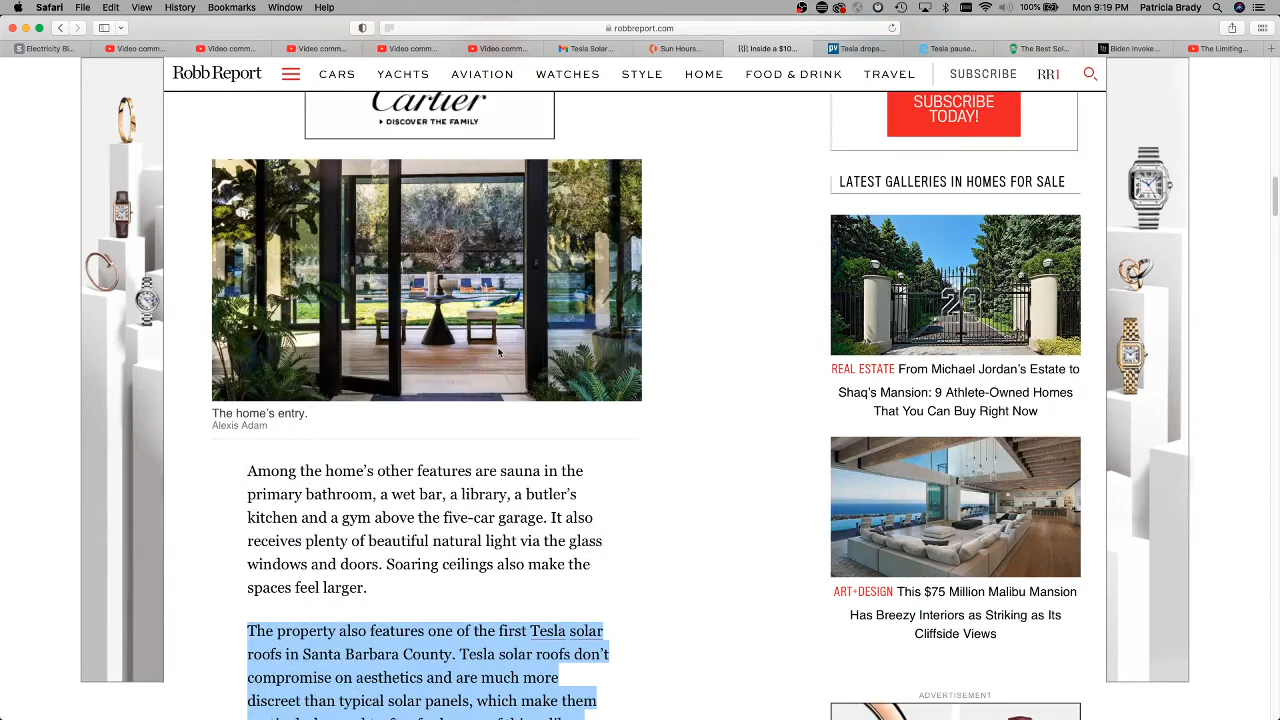 Safari File Edit View History Bookmarks Window Help 100% Mon 9:19 PM Patricia Brady
robbreport.com
Electricity Bi...
Video comm...
Video comm...
Video comm...
Tesla Solar...
Sun Hours...
RR Inside a $10...
Tesla drops...
Tesla pause...
The Best Sol...
Biden Invoke...
The Limiting...
Robb Report
CARS YACHTS AVIATION WATCHES STYLE HOME FOOD & DRINK TRAVEL SUBSCRIBE RR1
Cartier
DISCOVER THE FAMILY
The home's entry.
Alexis Adam
Among the home's other features are sauna in the
primary bathroom, a wet bar, a library, a butler's
kitchen and a gym above the five-car garage. It also
receives plenty of beautiful natural light via the glass
windows and doors. Soaring ceilings also make the
spaces feel larger.
The property also features one of the first Tesla solar
roofs in Santa Barbara County. Tesla solar roofs don't
compromise on aesthetics and are much more
discreet than typical solar panels, which make them
SUBSCRIBE
TODAY!
LATEST GALLERIES IN HOMES FOR SALE
23
REAL ESTATE From Michael Jordan's Estate to
Shaq's Mansion: 9 Athlete-Owned Homes
That You Can Buy Right Now
ART+DESIGN This $75 Million Malibu Mansion
Has Breezy Interiors as Striking as Its
Cliffside Views
ADVERTISEMENT